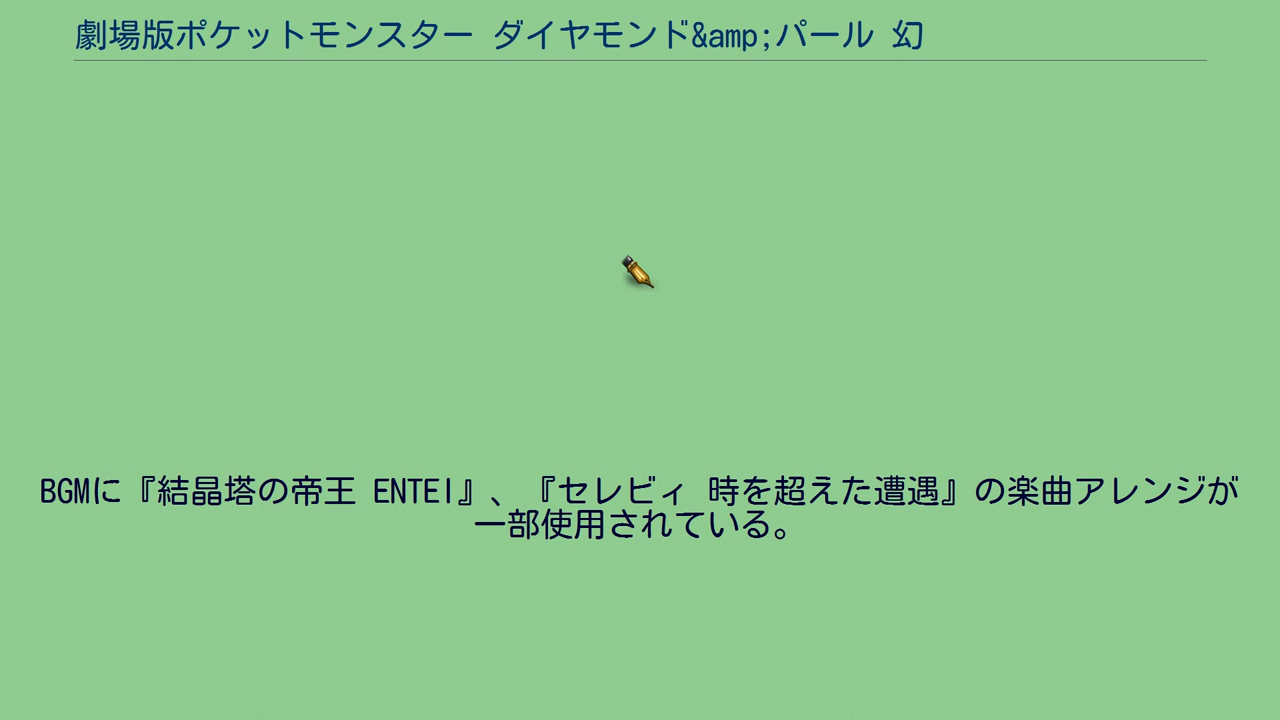 劇場版ポケットモンスター ダイヤモンド&amp;パール 幻
BGMに『結晶塔の帝王 ENTEI』、『セレビィ 時を超えた遭遇』の楽曲アレンジが
一部使用されている。